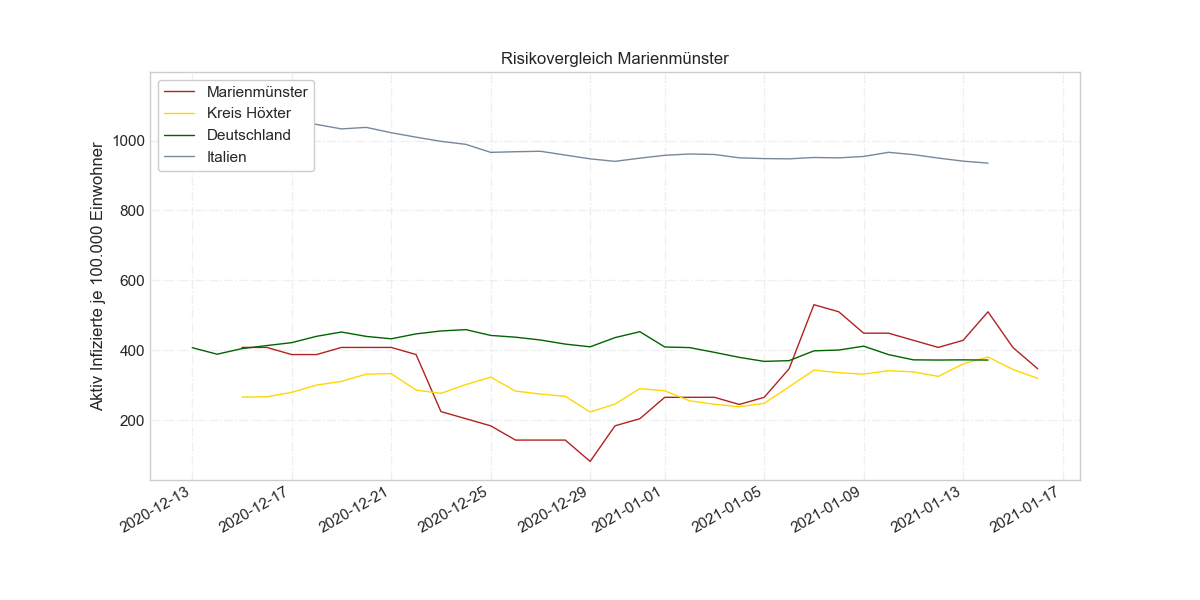 Risikovergleich Marienmünster
Marienmünster
Kreis Höxter
Deutschland
Italien
Aktiv Infizierte je 100.000 Einwohner
1000
800
600
400
200
2020-12-13
2020-12-17
2020-12-21
2020-12-25
2020-12-29
2021-01-01
2021-01-05
2021-01-09
2021-01-13
2021-01-17